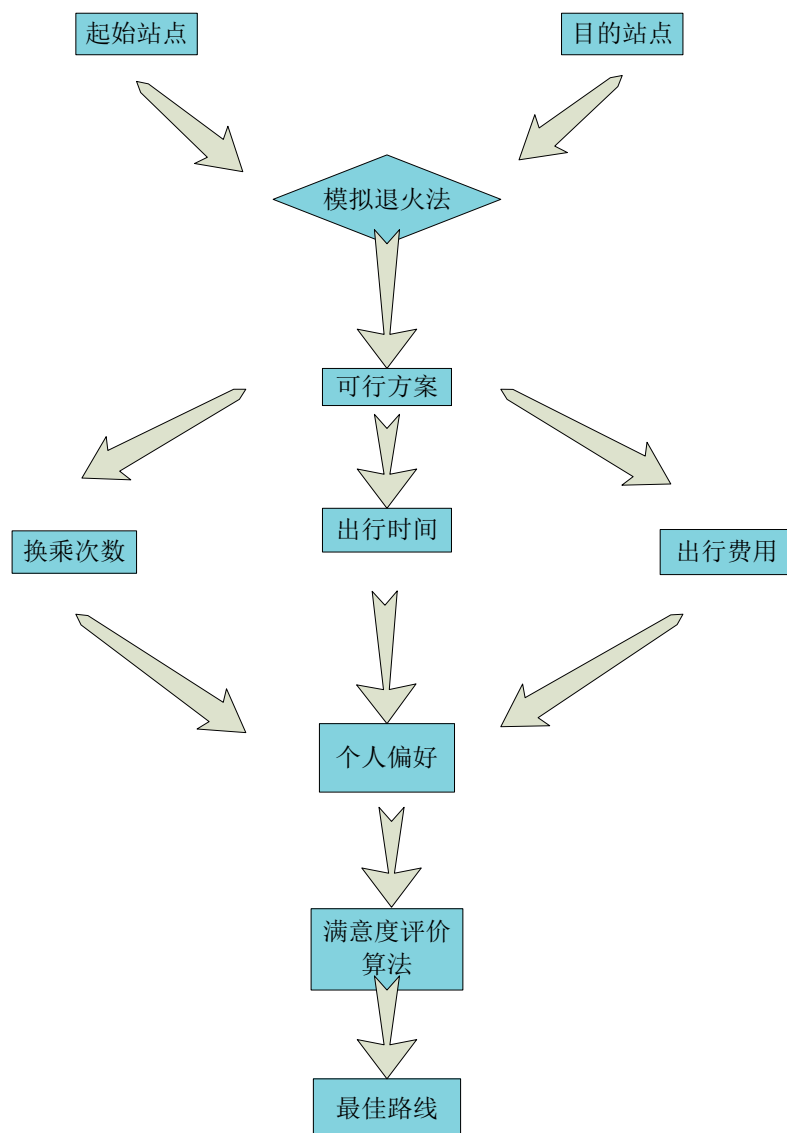 起始站点
目的站点
模拟退火法
可行方案
出行时间
换乘次数
出行费用
个人偏好
满意度评价
算法
最佳路线